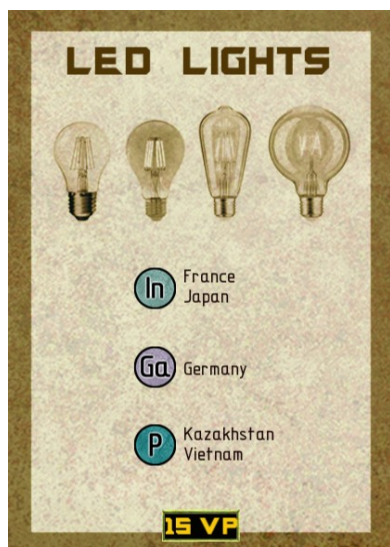 LED LIGHTS
In
France
Japan
Ga
Germany
P
Kazakhstan
Vietnam
15 VP